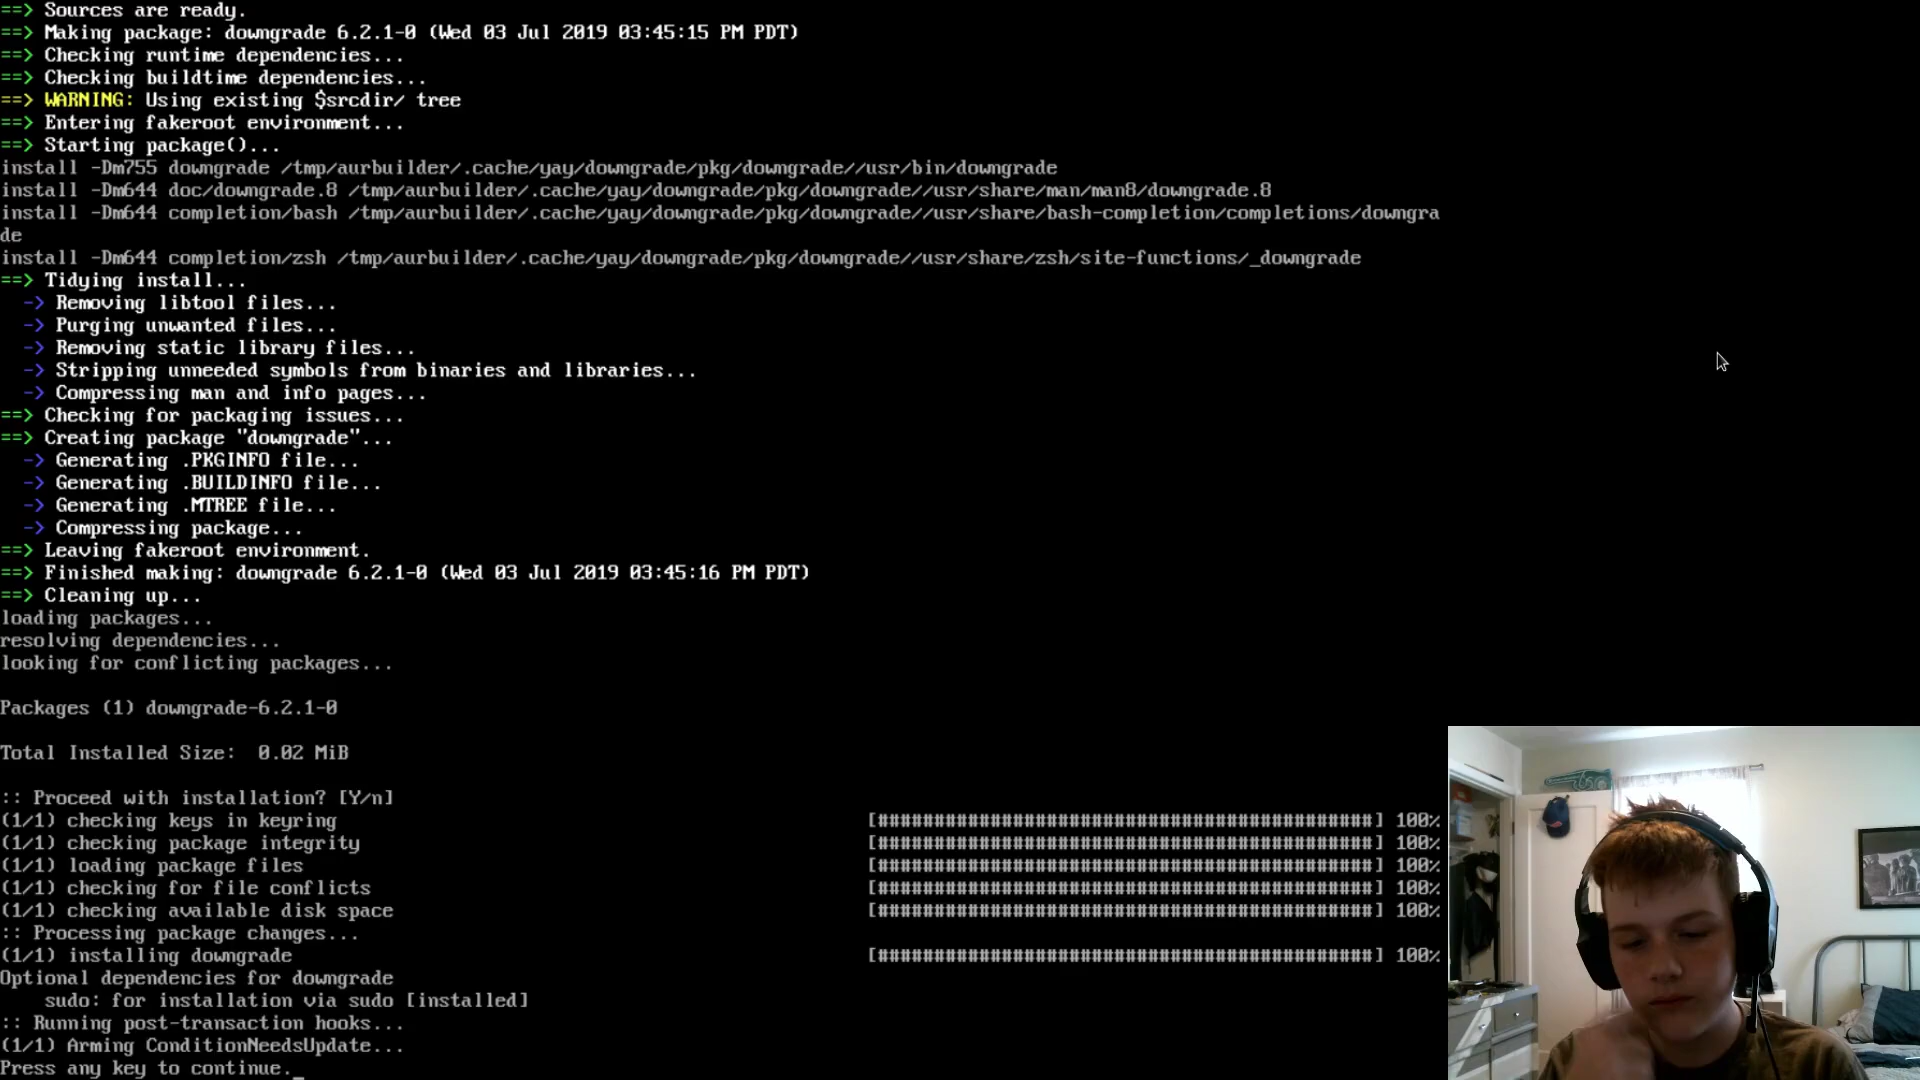 ==> Sources are ready.
==> Making package: downgrade 6.2.1-0 (Wed 03 Jul 2019 03:45:15 PM PDT)
==> Checking runtime dependencies...
==> Checking buildtime dependencies...
==> WARNING: Using existing $srcdir/ tree
==> Entering fakeroot environment...
==> Starting package()...
install -Dm755 downgrade /tmp/aurbuilder/.cache/yay/downgrade/pkg/downgrade//usr/bin/downgrade
install -Dm644 doc/downgrade.8 /tmp/aurbuilder/.cache/yay/downgrade/pkg/downgrade//usr/share/man/man8/downgrade.8
install -Dm644 completion/bash /tmp/aurbuilder/.cache/yay/downgrade/pkg/downgrade//usr/share/bash-completion/completions/downgra
de
install -Dm644 completion/zsh /tmp/aurbuilder/.cache/yay/downgrade/pkg/downgrade//usr/share/zsh/site-functions/_downgrade
==> Tidying install...
  -> Removing libtool files...
  -> Purging unwanted files...
  -> Removing static library files...
  -> Stripping unneeded symbols from binaries and libraries...
  -> Compressing man and info pages...
==> Checking for packaging issues...
==> Creating package "downgrade"...
  -> Generating .PKGINFO file...
  -> Generating .BUILDINFO file...
  -> Generating .MTREE file...
  -> Compressing package...
==> Leaving fakeroot environment.
==> Finished making: downgrade 6.2.1-0 (Wed 03 Jul 2019 03:45:16 PM PDT)
==> Cleaning up...
loading packages...
resolving dependencies...
looking for conflicting packages...
Packages (1) downgrade-6.2.1-0
Total Installed Size:  0.02 MiB
:: Proceed with installation? [Y/n]
(1/1) checking keys in keyring [#############################################] 100%
(1/1) checking package integrity [#############################################] 100%
(1/1) loading package files [#############################################] 100%
(1/1) checking for file conflicts [#############################################] 100%
(1/1) checking available disk space [#############################################] 100%
:: Processing package changes...
(1/1) installing downgrade [#############################################] 100%
Optional dependencies for downgrade
    sudo: for installation via sudo [installed]
:: Running post-transaction hooks...
(1/1) Arming ConditionNeedsUpdate...
Press any key to continue._